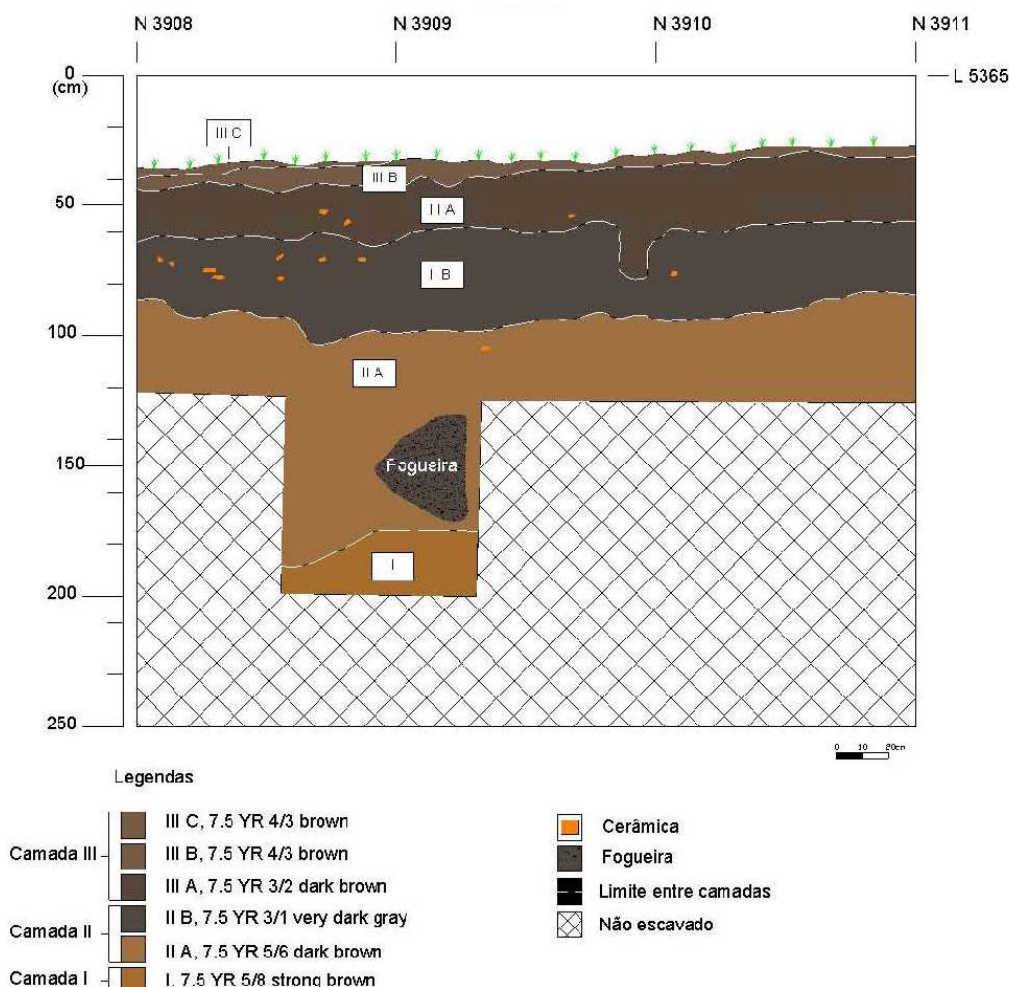 N 3908 N 3909 N 3910 N 3911
0
(cm)
L 5365
III C
III B
50
II A
I B
100
II A
150
Fogueira
I
200
250
0 10 20cm
Legendas
III C, 7.5 YR 4/3 brown
Camada III
III B, 7.5 YR 4/3 brown
III A, 7.5 YR 3/2 dark brown
II B, 7.5 YR 3/1 very dark gray
Camada II
II A, 7.5 YR 5/6 dark brown
Camada I
I, 7.5 YR 5/8 strong brown
Cerâmica
Fogueira
Limite entre camadas
Não escavado